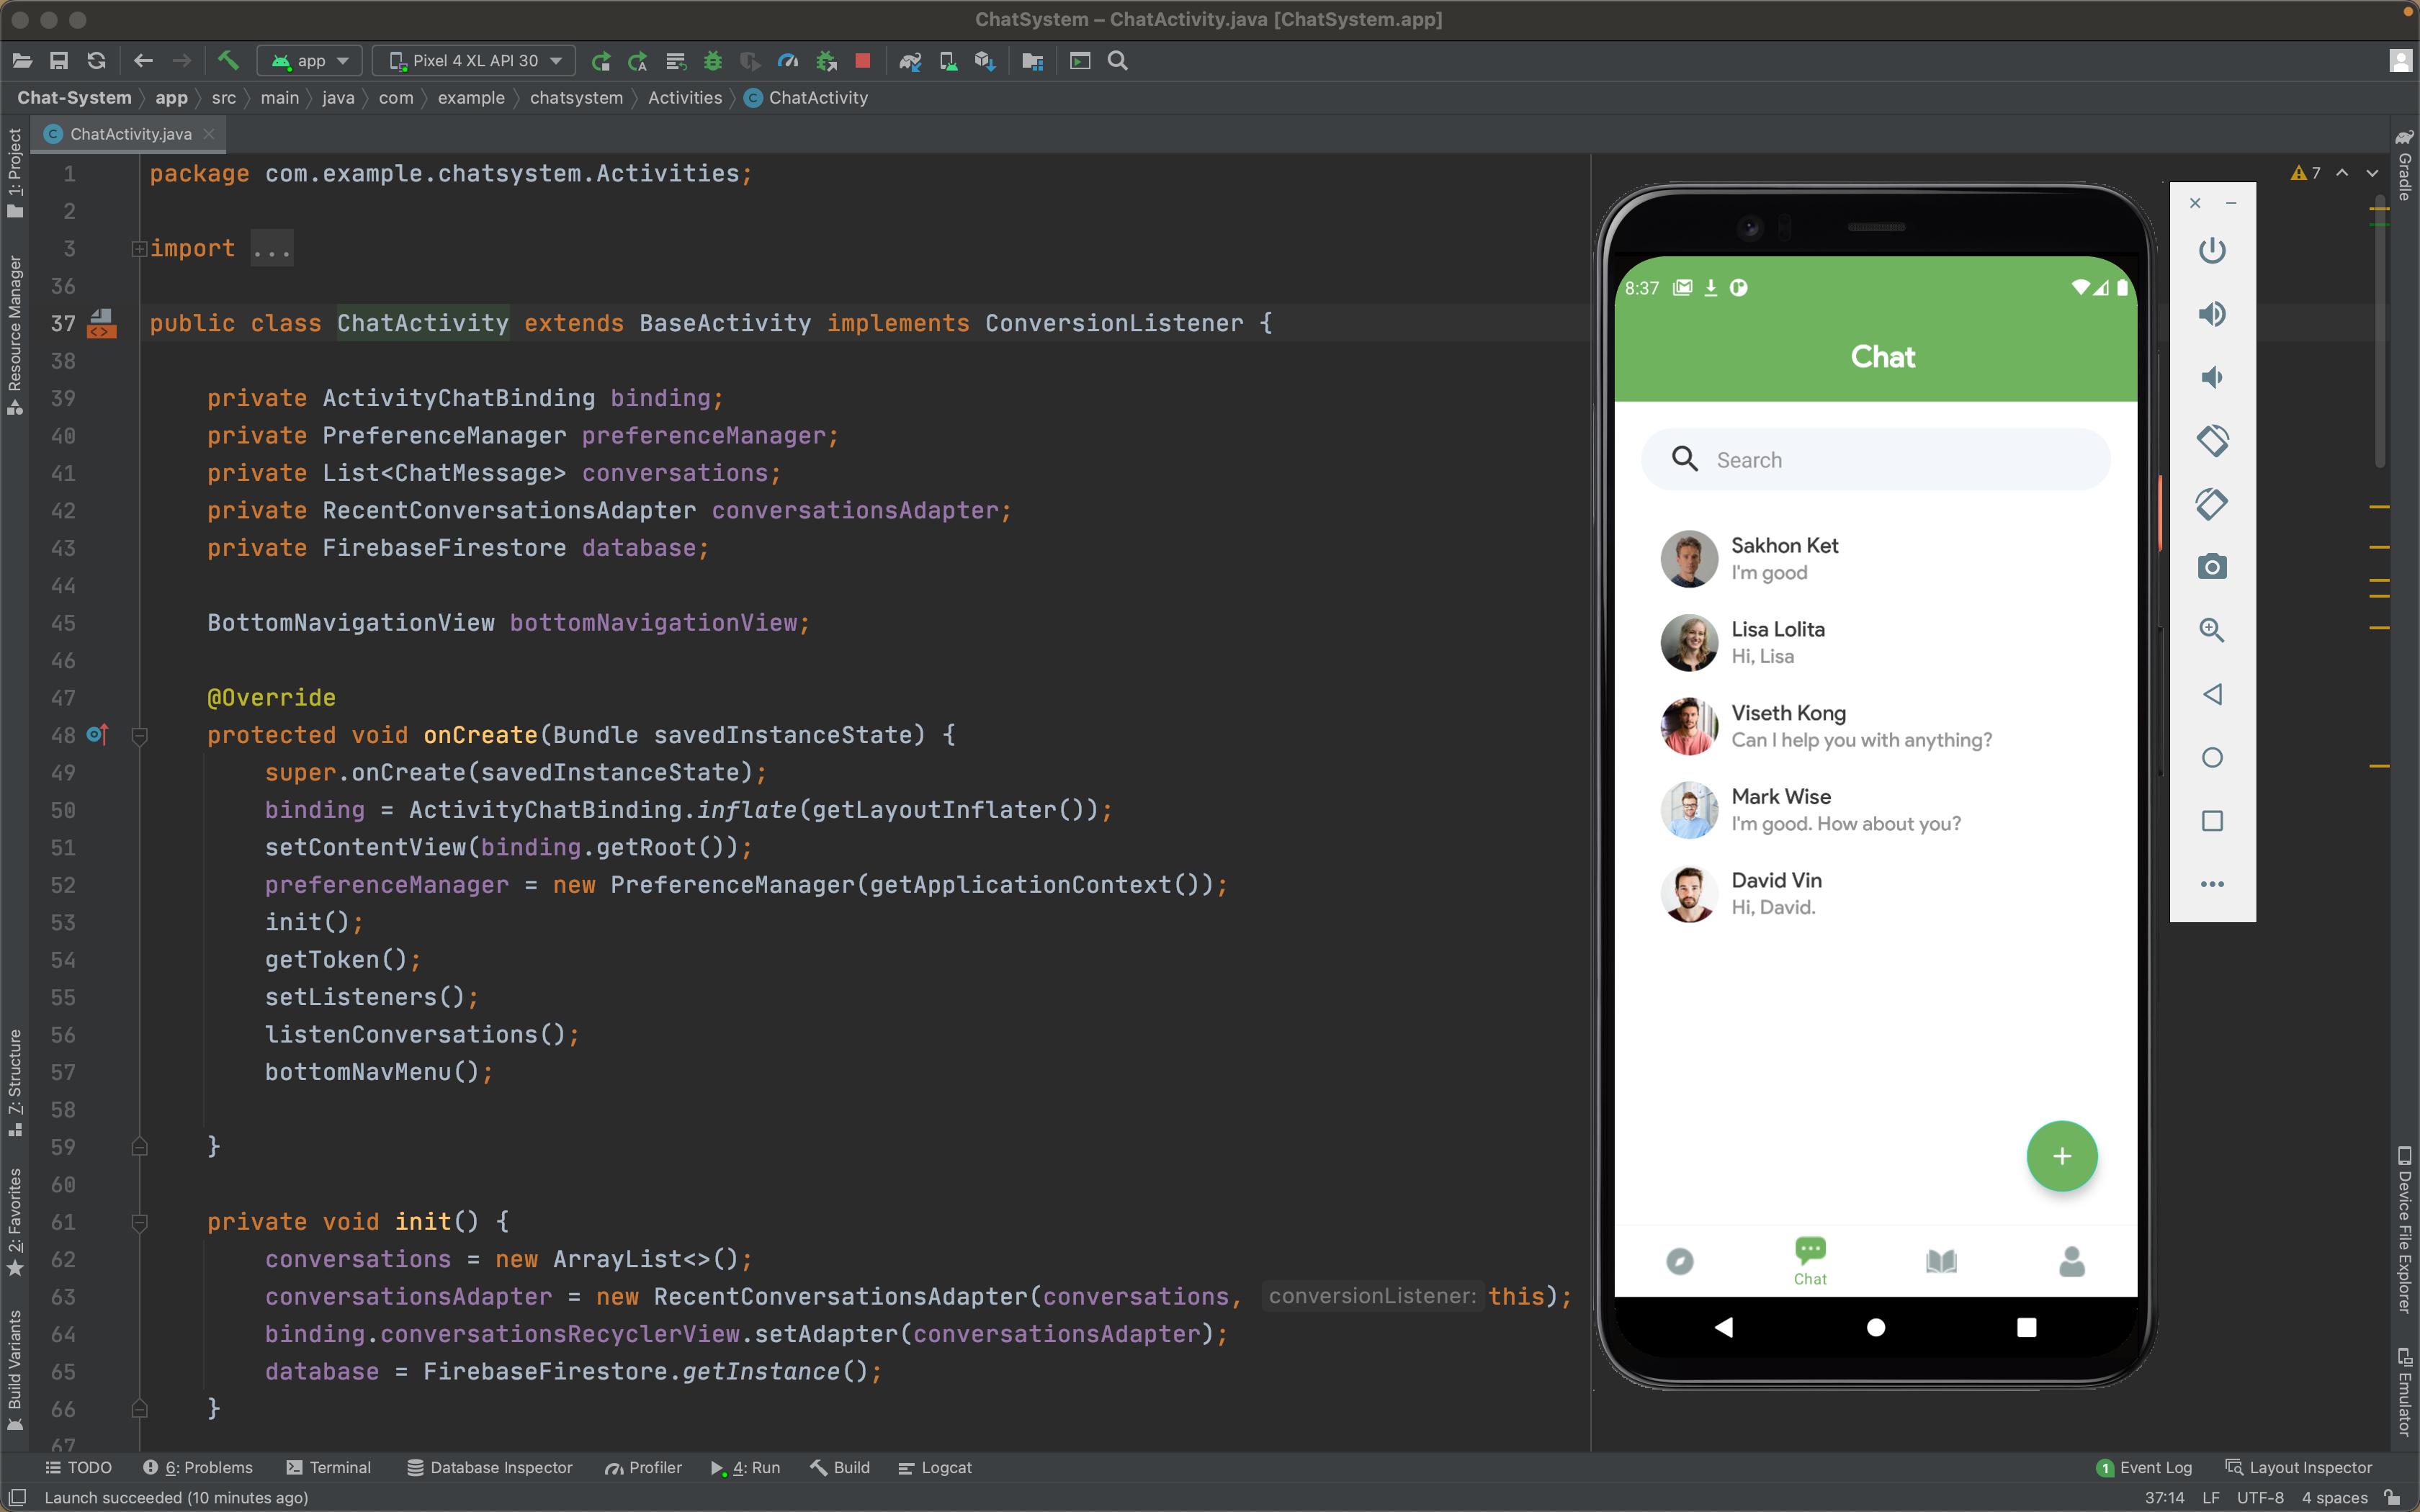 ChatSystem – ChatActivity.java [ChatSystem.app]
app
Pixel 4 XL API 30
Chat-System
app
src
main
java
com
example
chatsystem
Activities
C ChatActivity
C ChatActivity.java
1: Project
Resource Manager
7: Structure
2: Favorites
Build Variants
1 package com.example.chatsystem.Activities;
2
3 import ...
36
37 public class ChatActivity extends BaseActivity implements ConversionListener {
38
39 private ActivityChatBinding binding;
40 private PreferenceManager preferenceManager;
41 private List<ChatMessage> conversations;
42 private RecentConversationsAdapter conversationsAdapter;
43 private FirebaseFirestore database;
44
45 BottomNavigationView bottomNavigationView;
46
47 @Override
48 protected void onCreate(Bundle savedInstanceState) {
49 super.onCreate(savedInstanceState);
50 binding = ActivityChatBinding.inflate(getLayoutInflater());
51 setContentView(binding.getRoot());
52 preferenceManager = new PreferenceManager(getApplicationContext());
53 init();
54 getToken();
55 setListeners();
56 listenConversations();
57 bottomNavMenu();
58
59 }
60
61 private void init() {
62 conversations = new ArrayList<>();
63 conversationsAdapter = new RecentConversationsAdapter(conversations, conversionListener: this);
64 binding.conversationsRecyclerView.setAdapter(conversationsAdapter);
65 database = FirebaseFirestore.getInstance();
66 }
67
8:37
Chat
Search
Sakhon Ket
I'm good
Lisa Lolita
Hi, Lisa
Viseth Kong
Can I help you with anything?
Mark Wise
I'm good. How about you?
David Vin
Hi, David.
Chat
7
Gradle
Device File Explorer
Emulator
TODO
6: Problems
Terminal
Database Inspector
Profiler
4: Run
Build
Logcat
1 Event Log
Layout Inspector
Launch succeeded (10 minutes ago)
37:14
LF
UTF-8
4 spaces